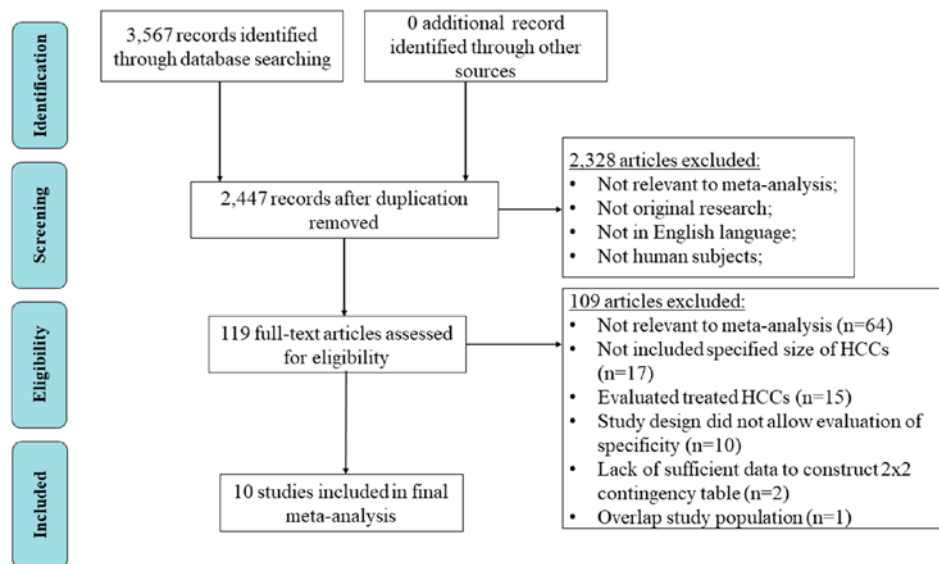 Identification
3,567 records identified
through database searching
0 additional record
identified through other
sources
Screening
2,447 records after duplication
removed
2,328 articles excluded:
• Not relevant to meta-analysis;
• Not original research;
• Not in English language;
• Not human subjects;
Eligibility
119 full-text articles assessed
for eligibility
109 articles excluded:
• Not relevant to meta-analysis (n=64)
• Not included specified size of HCCs
(n=17)
• Evaluated treated HCCs (n=15)
• Study design did not allow evaluation of
specificity (n=10)
• Lack of sufficient data to construct 2x2
contingency table (n=2)
• Overlap study population (n=1)
Included
10 studies included in final
meta-analysis